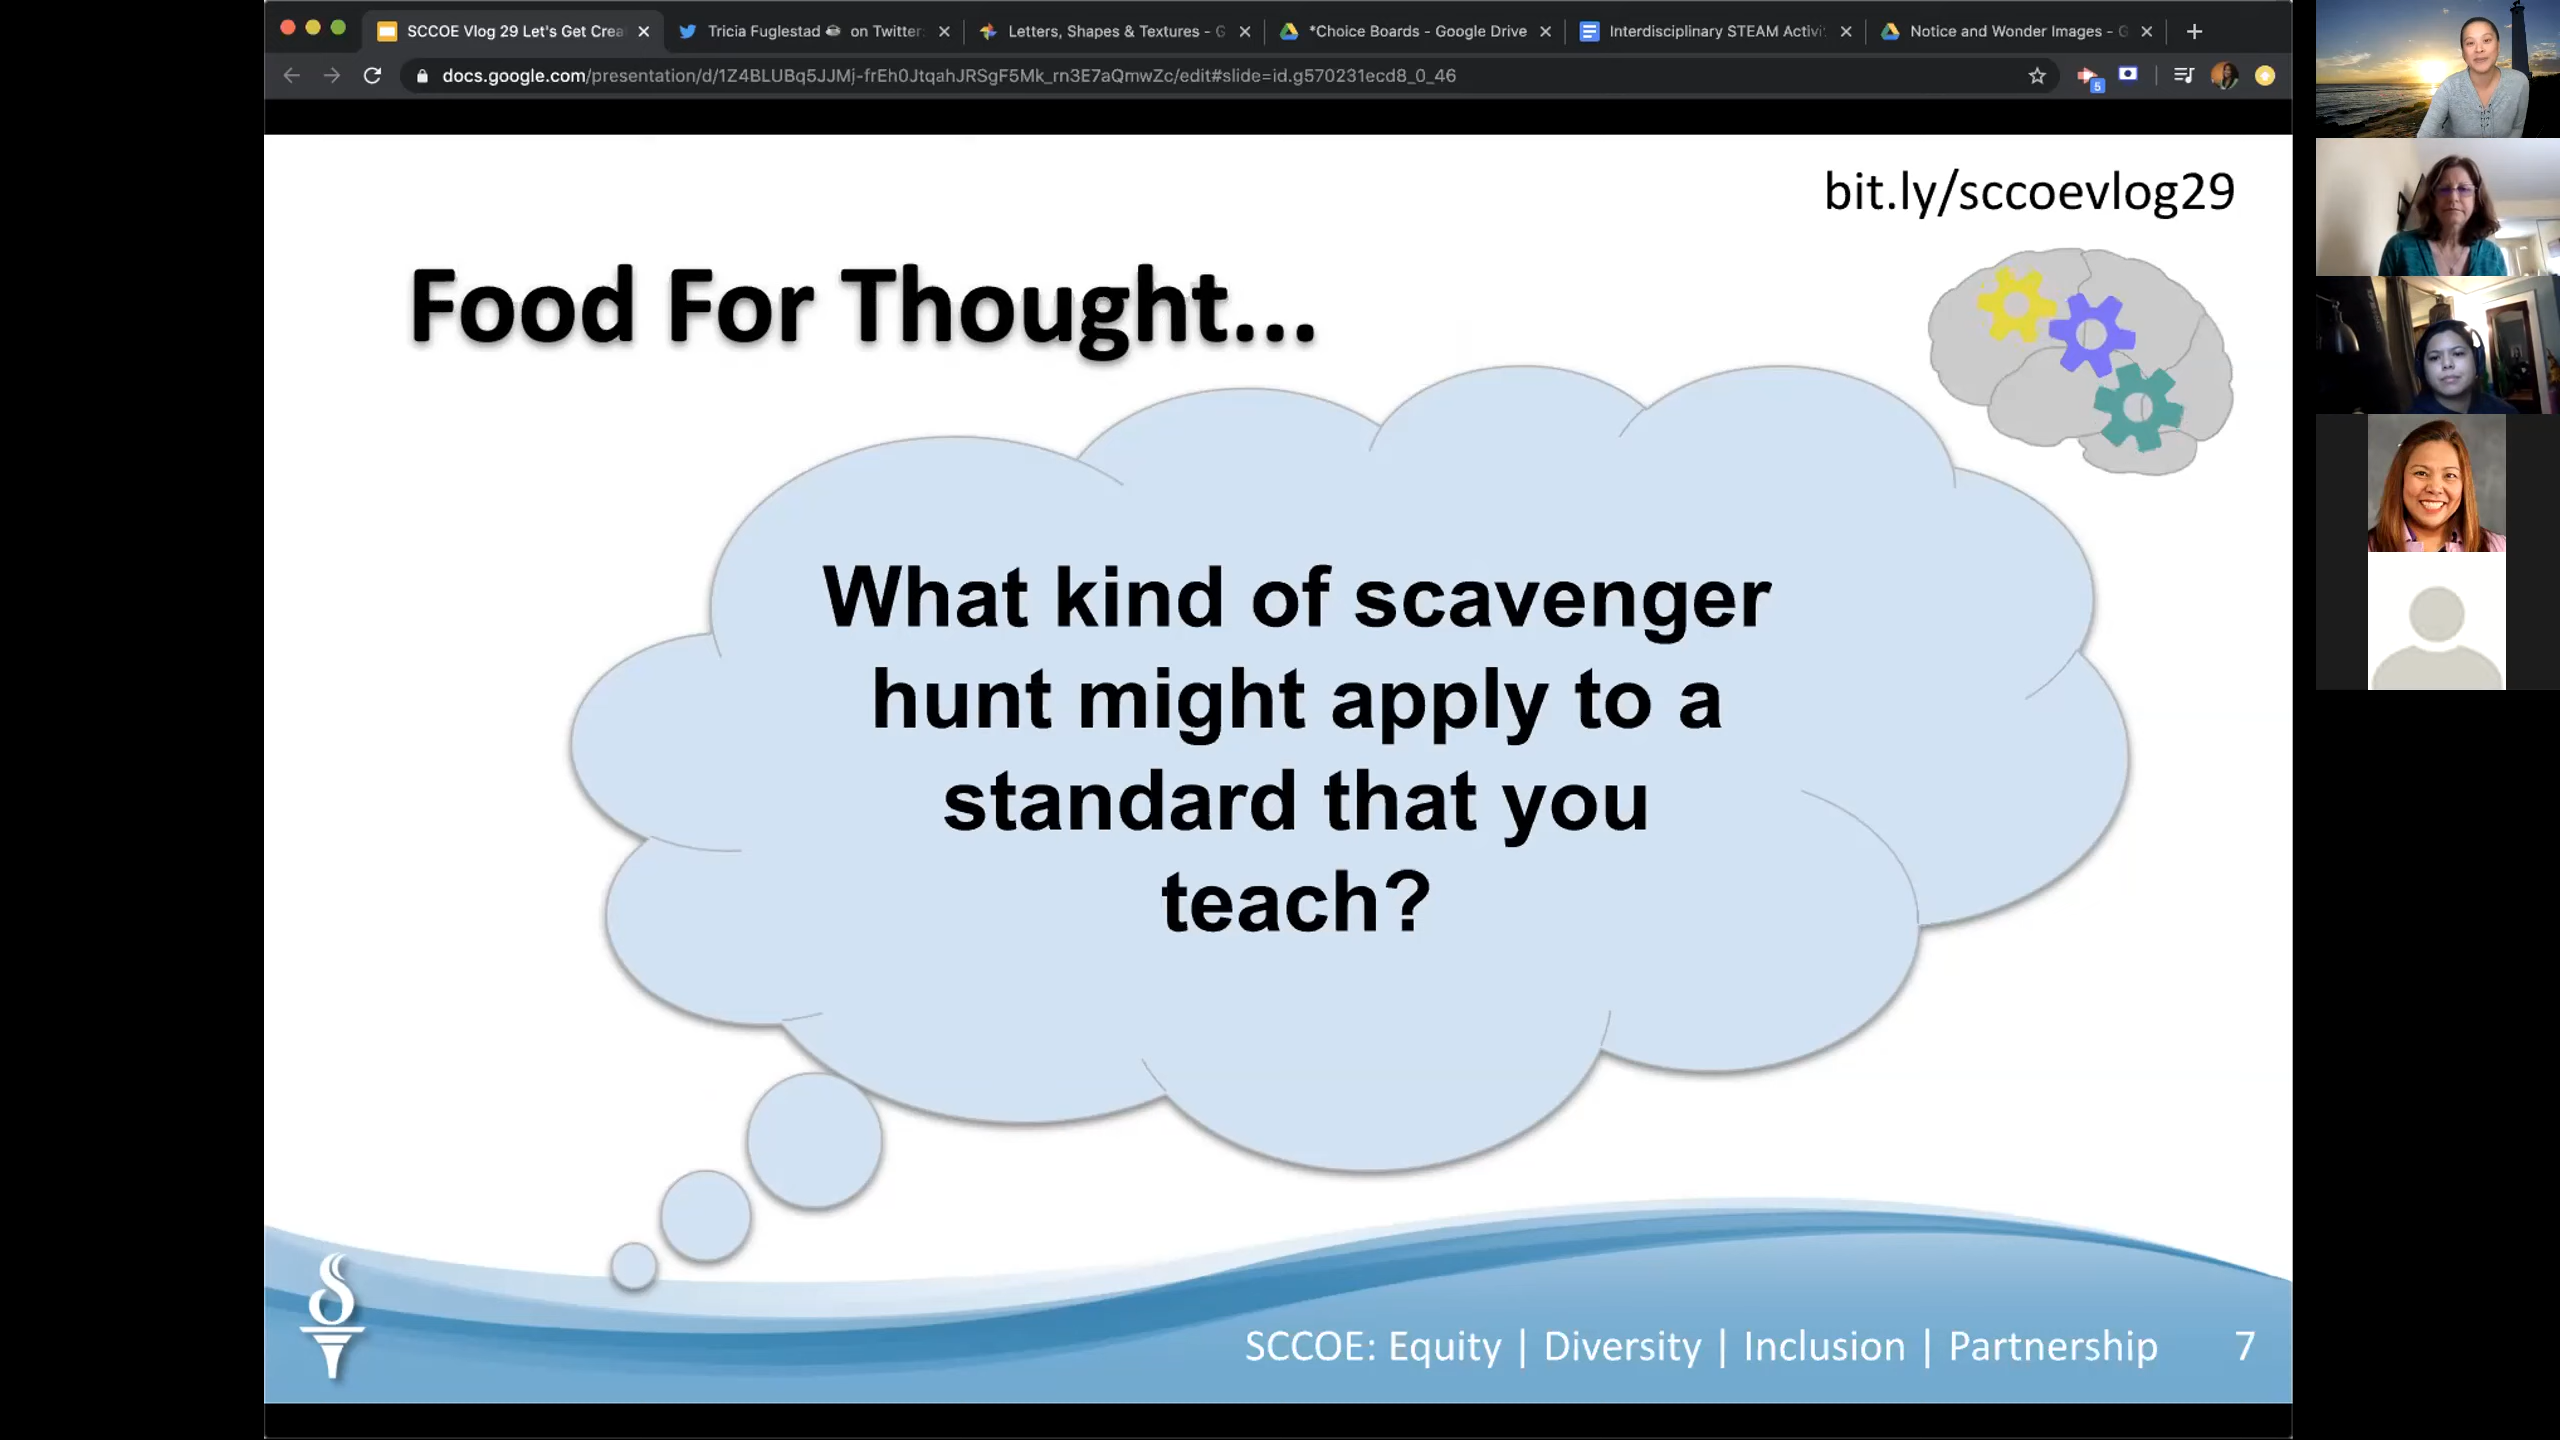 SCCOE Vlog 29 Let's Get Crea
Tricia Fuglestad ☕ on Twitter:
Letters, Shapes & Textures - G
*Choice Boards - Google Drive
Interdisciplinary STEAM Activi
Notice and Wonder Images - G
docs.google.com/presentation/d/1Z4BLUBq5JJMj-frEh0JtqahJRSgF5Mk_rn3E7aQmwZc/edit#slide=id.g570231ecd8_0_46
5
bit.ly/sccoevlog29
Food For Thought...
What kind of scavenger
hunt might apply to a
standard that you
teach?
SCCOE: Equity | Diversity | Inclusion | Partnership 7